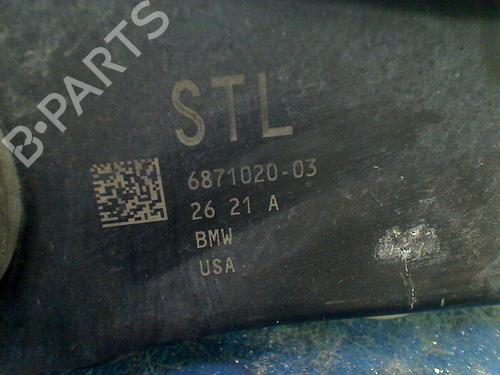 B-PARTS
STL
6871020-03
26 21 A
BMW
USA